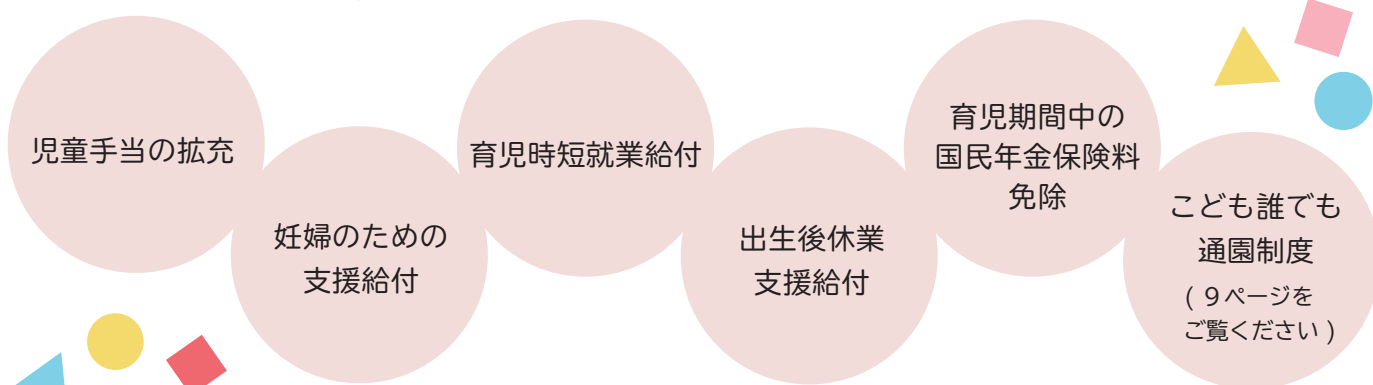 児童手当の拡充
妊婦のための
支援給付
育児時短就業給付
出生後休業
支援給付
育児期間中の
国民年金保険料
免除
こども誰でも
通園制度
( 9ページを
ご覧ください )